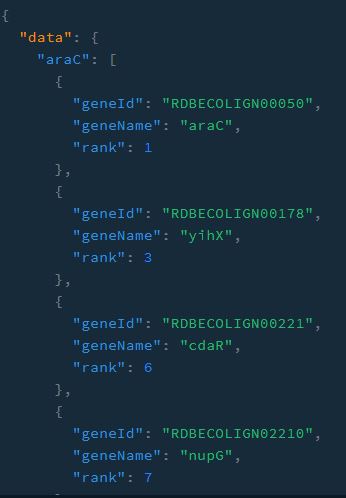 {
"data": {
"araC": [
{
"geneId": "RDBECOLIGN00050",
"geneName": "araC",
"rank": 1
},
{
"geneId": "RDBECOLIGN00178",
"geneName": "yihX",
"rank": 3
},
{
"geneId": "RDBECOLIGN00221",
"geneName": "cdaR",
"rank": 6
},
{
"geneId": "RDBECOLIGN02210",
"geneName": "nupG",
"rank": 7